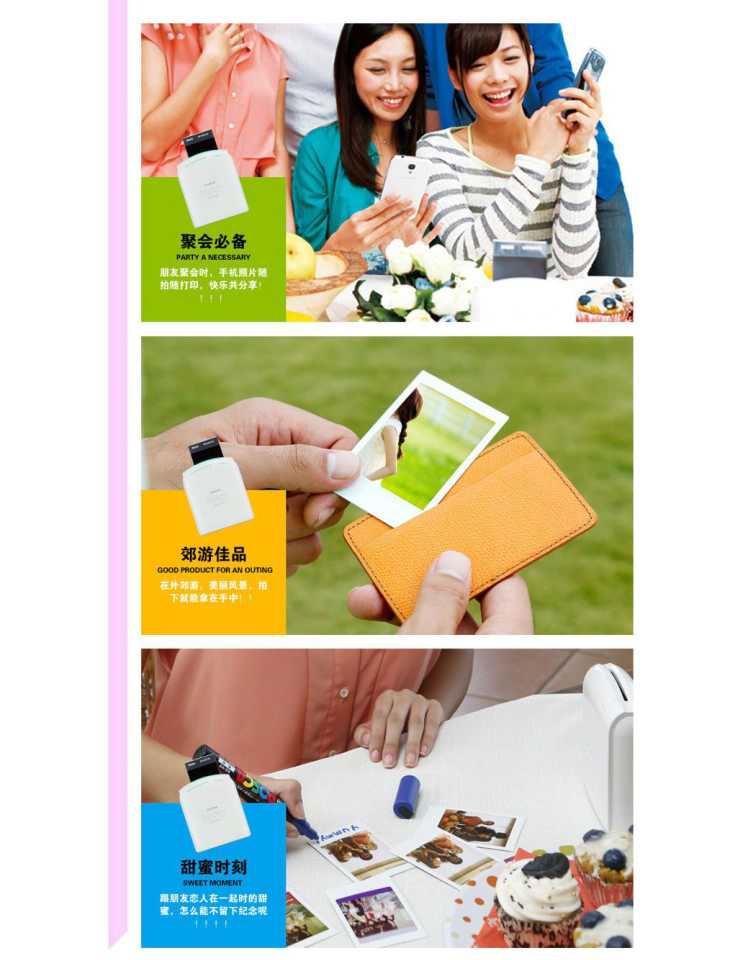 聚会必备
PARTY A NECESSARY
朋友聚会时，手机照片随
拍随打印，快乐共分享！
！！！
郊游佳品
GOOD PRODUCT FOR AN OUTING
在外郊游，美丽风景，拍
下就能拿在手中！！
POSCA
甜蜜时刻
SWEET MOMENT
跟朋友恋人在一起时的甜
蜜，怎么能不留下纪念呢
！！！！